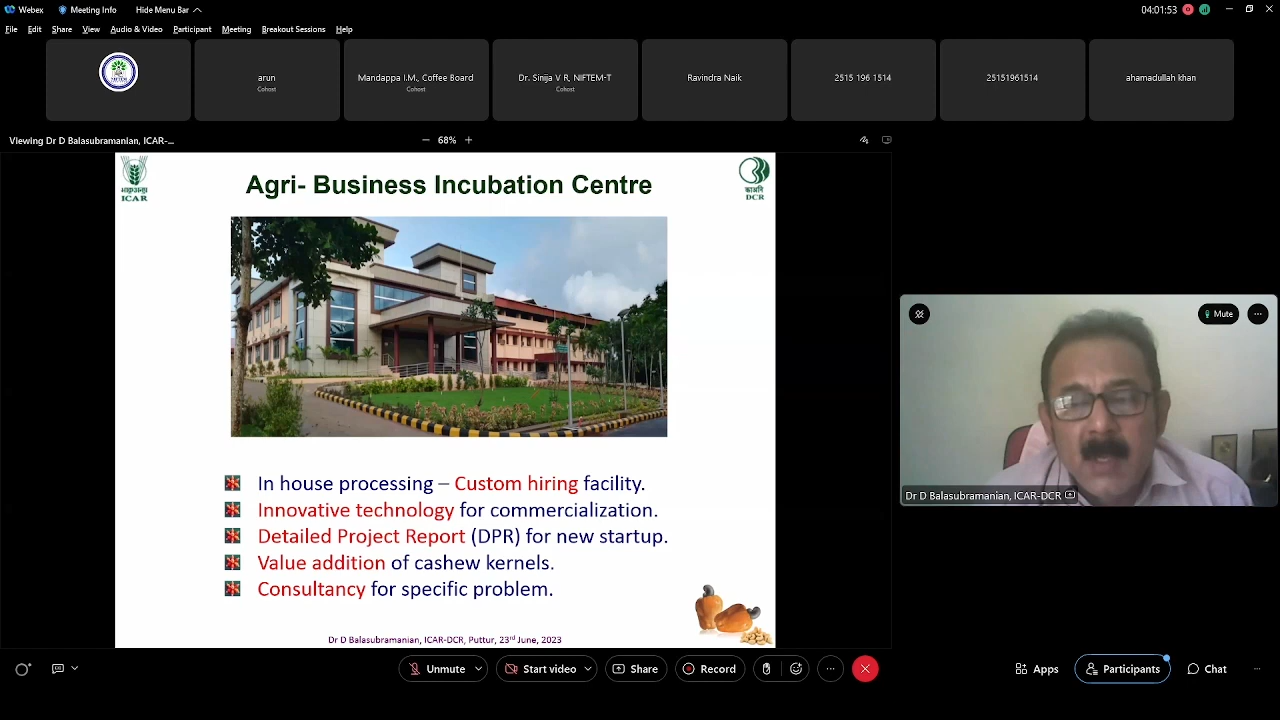 Webex
Meeting Info
Hide Menu Bar
04:01:53
File Edit Share View Audio & Video Participant Meeting Breakout Sessions Help
arun
Cohost
Mandappa I.M., Coffee Board
Cohost
Dr. Sinija V R, NIFTEM-T
Cohost
Ravindra Naik
2515 196 1514
25151961514
ahamadullah khan
Viewing Dr D Balasubramanian, ICAR-...
68%
ICAR
Agri- Business Incubation Centre
DCR
In house processing – Custom hiring facility.
Innovative technology for commercialization.
Detailed Project Report (DPR) for new startup.
Value addition of cashew kernels.
Consultancy for specific problem.
Dr D Balasubramanian, ICAR-DCR, Puttur, 23rd June, 2023
Mute
Dr D Balasubramanian, ICAR-DCR
Unmute
Start video
Share
Record
Apps
Participants
Chat